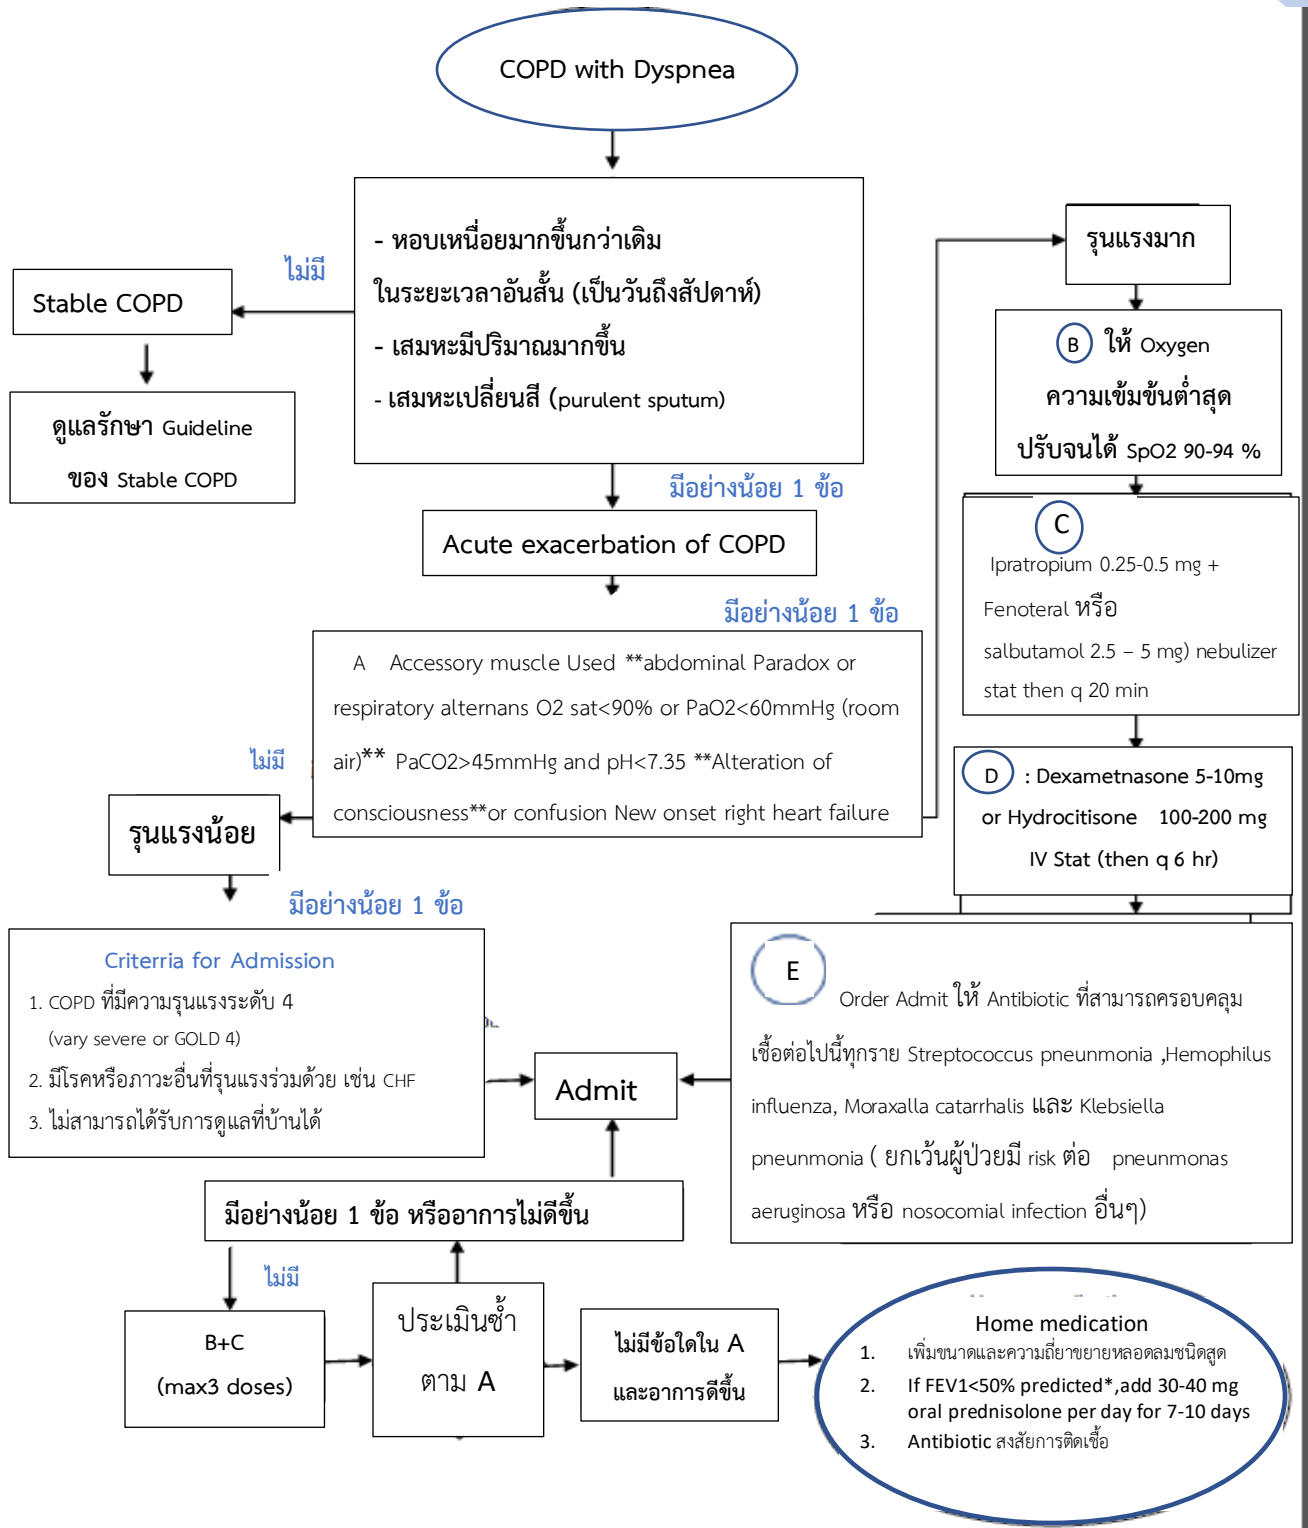 COPD with Dyspnea
- หอบเหนื่อยมากขึ้นกว่าเดิม
ในระยะเวลาอันสั้น (เป็นวันถึงสัปดาห์)
- เสมหะมีปริมาณมากขึ้น
- เสมหะเปลี่ยนสี (purulent sputum)
ไม่มี
Stable COPD
ดูแลรักษา Guideline
ของ Stable COPD
มีอย่างน้อย 1 ข้อ
Acute exacerbation of COPD
มีอย่างน้อย 1 ข้อ
A Accessory muscle Used **abdominal Paradox or
respiratory alternans O2 sat<90% or PaO2<60mmHg (room
air)** PaCO2>45mmHg and pH<7.35 **Alteration of
consciousness**or confusion New onset right heart failure
รุนแรงมาก
B ให้ Oxygen
ความเข้มข้นต่ำสุด
ปรับจนได้ SpO2 90-94 %
C
Ipratropium 0.25-0.5 mg +
Fenoteral หรือ
salbutamol 2.5 – 5 mg) nebulizer
stat then q 20 min
D : Dexametnasone 5-10mg
or Hydrocitisone 100-200 mg
IV Stat (then q 6 hr)
E
Order Admit ให้ Antibiotic ที่สามารถครอบคลุม
เชื้อต่อไปนี้ทุกราย Streptococcus pneunmonia ,Hemophilus
influenza, Moraxalla catarrhalis และ Klebsiella
pneunmonia ( ยกเว้นผู้ป่วยมี risk ต่อ pneunmonas
aeruginosa หรือ nosocomial infection อื่นๆ)
ไม่มี
รุนแรงน้อย
มีอย่างน้อย 1 ข้อ
Criterria for Admission
1. COPD ที่มีความรุนแรงระดับ 4
(vary severe or GOLD 4)
2. มีโรคหรือภาวะอื่นที่รุนแรงร่วมด้วย เช่น CHF
3. ไม่สามารถได้รับการดูแลที่บ้านได้
Admit
มีอย่างน้อย 1 ข้อ หรืออาการไม่ดีขึ้น
ไม่มี
B+C
(max3 doses)
ประเมินซ้ำ
ตาม A
ไม่มีข้อใดใน A
และอาการดีขึ้น
Home medication
1. เพิ่มขนาดและความถี่ยาขยายหลอดลมชนิดสูด
2. If FEV1<50% predicted*,add 30-40 mg
oral prednisolone per day for 7-10 days
3. Antibiotic สงสัยการติดเชื้อ